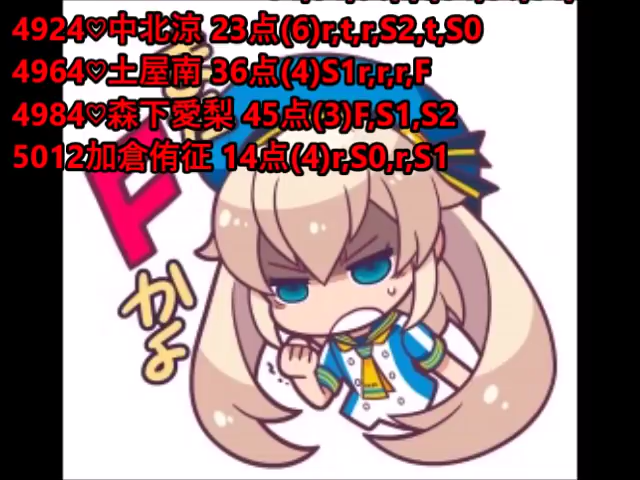 4924♡中北涼 23点(6)r,t,r,S2,t,S0
4964♡土屋南 36点(4)S1r,r,r,F
4984♡森下愛梨 45点(3)F,S1,S2
5012加倉侑征 14点(4)r,S0,r,S1
F
かよ